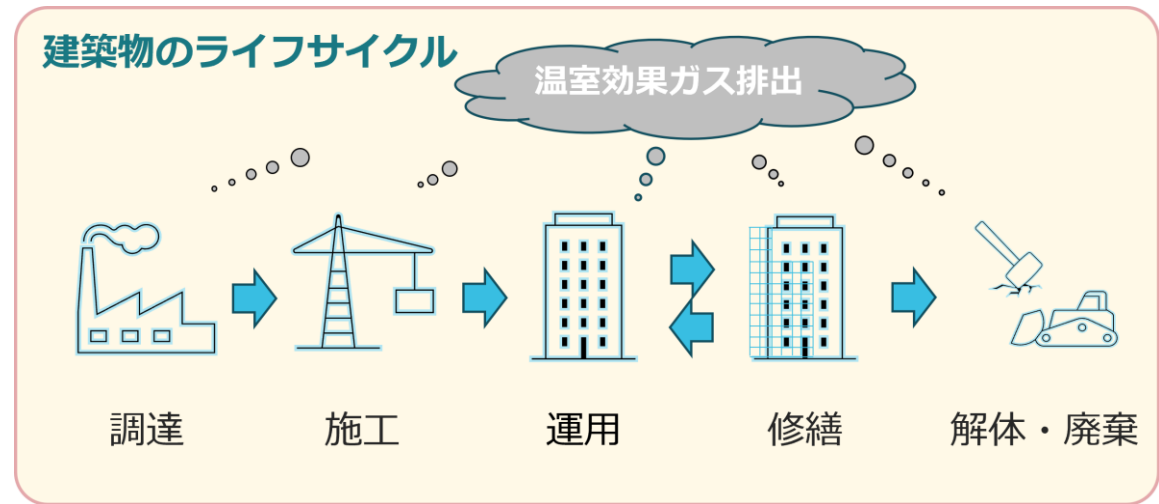 建築物のライフサイクル
温室効果ガス排出
調達
施工
運用
修繕
解体・廃棄